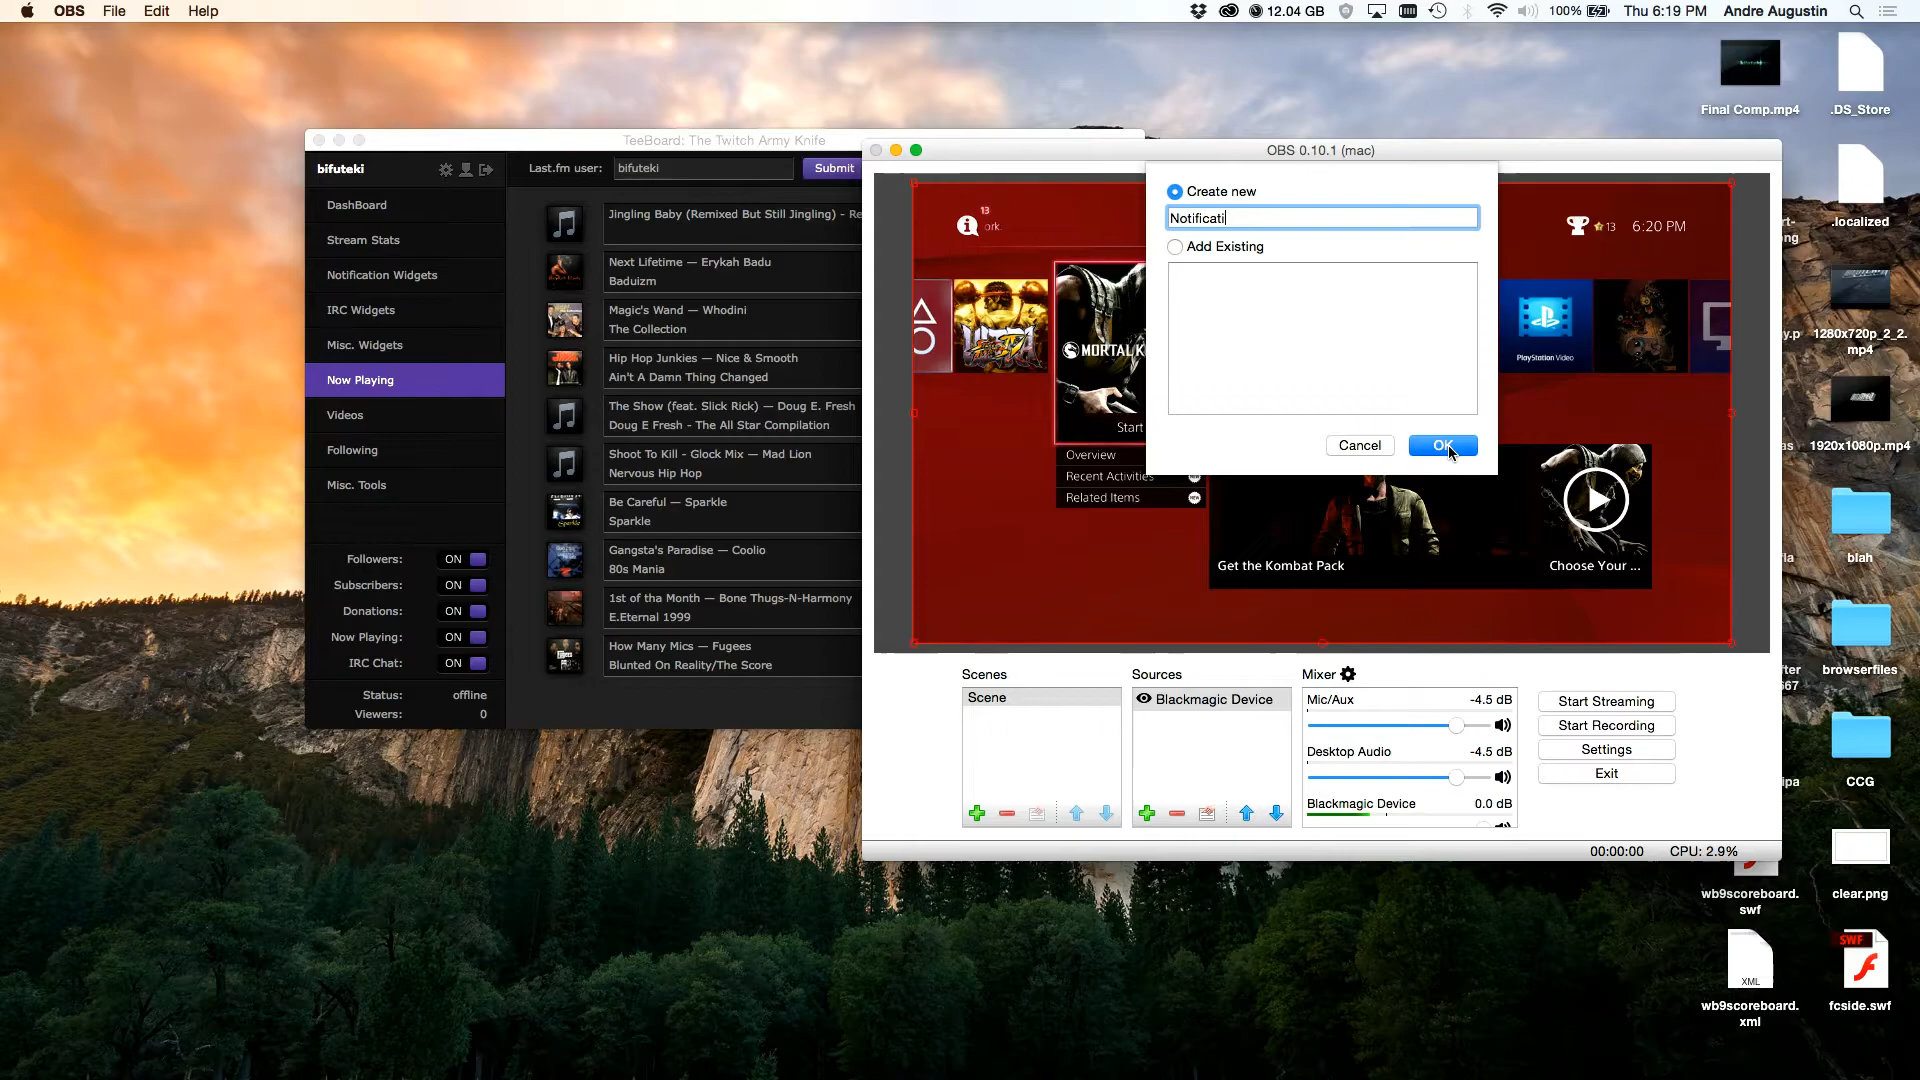 OBS File Edit Help
12.04 GB 100% Thu 6:19 PM Andre Augustin
Final Comp.mp4
.DS_Store
.localized
1280x720p_2_2.
mp4
1920x1080p.mp4
blah
browserfiles
CCG
wb9scoreboard.
swf
clear.png
XML
wb9scoreboard.
xml
SWF
fcside.swf
TeeBoard: The Twitch Army Knife
bifuteki
Last.fm user: bifuteki Submit
DashBoard
Stream Stats
Notification Widgets
IRC Widgets
Misc. Widgets
Now Playing
Videos
Following
Misc. Tools
Followers: ON
Subscribers: ON
Donations: ON
Now Playing: ON
IRC Chat: ON
Status: offline
Viewers: 0
Jingling Baby (Remixed But Still Jingling) - Re
Next Lifetime — Erykah Badu
Baduizm
Magic's Wand — Whodini
The Collection
Hip Hop Junkies — Nice & Smooth
Ain't A Damn Thing Changed
The Show (feat. Slick Rick) — Doug E. Fresh
Doug E Fresh - The All Star Compilation
Shoot To Kill - Glock Mix — Mad Lion
Nervous Hip Hop
Be Careful — Sparkle
Sparkle
Gangsta's Paradise — Coolio
80s Mania
1st of tha Month — Bone Thugs-N-Harmony
E.Eternal 1999
How Many Mics — Fugees
Blunted On Reality/The Score
OBS 0.10.1 (mac)
13
ork.
13 6:20 PM
MORTAL K
Start
PlayStation Video
Overview
Recent Activities
Related Items
Get the Kombat Pack
Choose Your ...
Create new
Notificati
Add Existing
Cancel OK
Scenes
Scene
Sources
Blackmagic Device
Mixer
Mic/Aux -4.5 dB
Desktop Audio -4.5 dB
Blackmagic Device 0.0 dB
Start Streaming
Start Recording
Settings
Exit
00:00:00 CPU: 2.9%